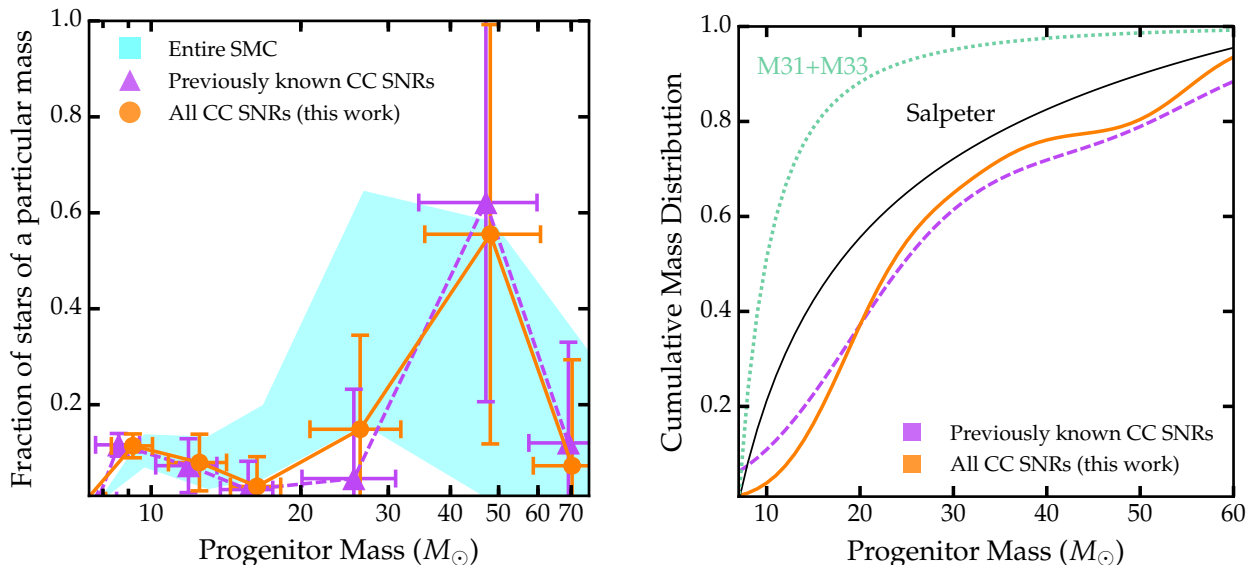 Fraction of stars of a particular mass
1.0
0.8
0.6
0.4
0.2
Entire SMC
Previously known CC SNRs
All CC SNRs (this work)
10 20 30 40 50 60 70
Progenitor Mass (M⊙)
Cumulative Mass Distribution
1.0
0.8
0.6
0.4
0.2
M31+M33
Salpeter
Previously known CC SNRs
All CC SNRs (this work)
10 20 30 40 50 60
Progenitor Mass (M⊙)